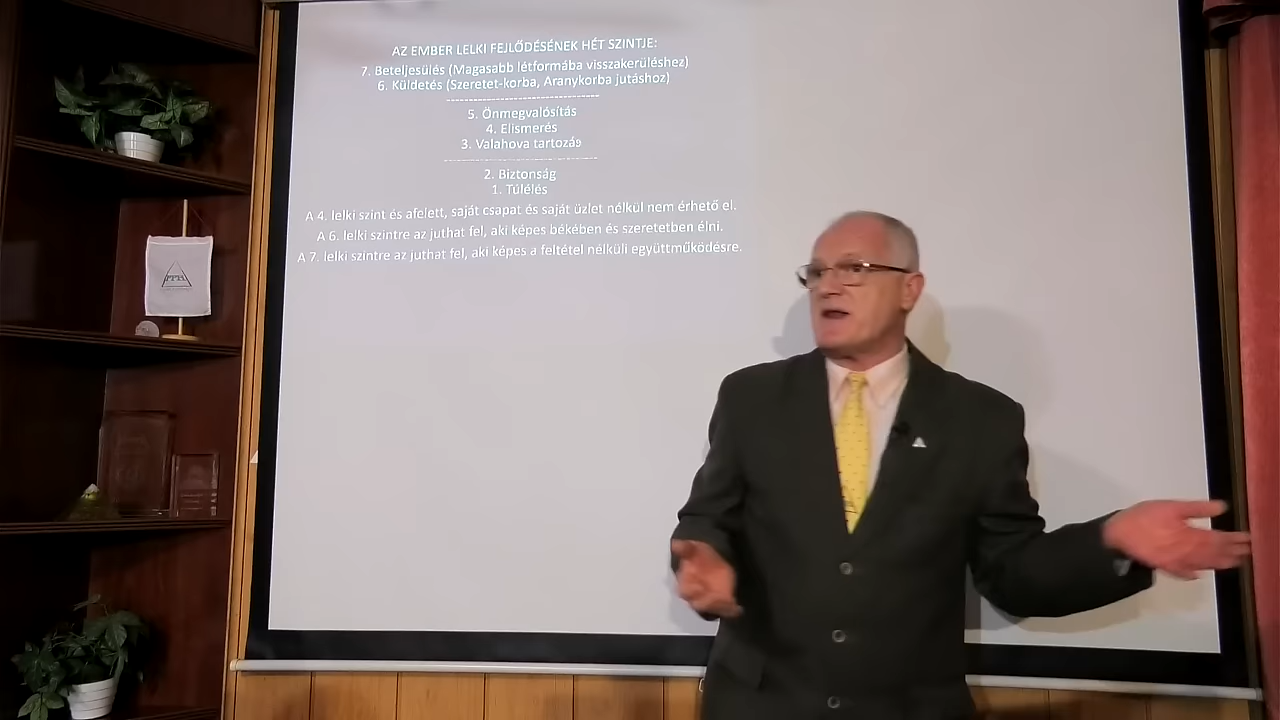 AZ EMBER LELKI FEJLŐDÉSÉNEK HÉT SZINTJE:
7. Beteljesülés (Magasabb létformába visszakerüléshez)
6. Küldetés (Szeretet-korba, Aranykorba jutáshoz)
5. Önmegvalósítás
4. Elismerés
3. Valahova tartozás
2. Biztonság
1. Túlélés
A 4. lelki szint és afelett, saját csapat és saját üzlet nélkül nem érhető el.
A 6. lelki szintre az juthat fel, aki képes békében és szeretetben élni.
A 7. lelki szintre az juthat fel, aki képes a feltétel nélküli együttműködésre.